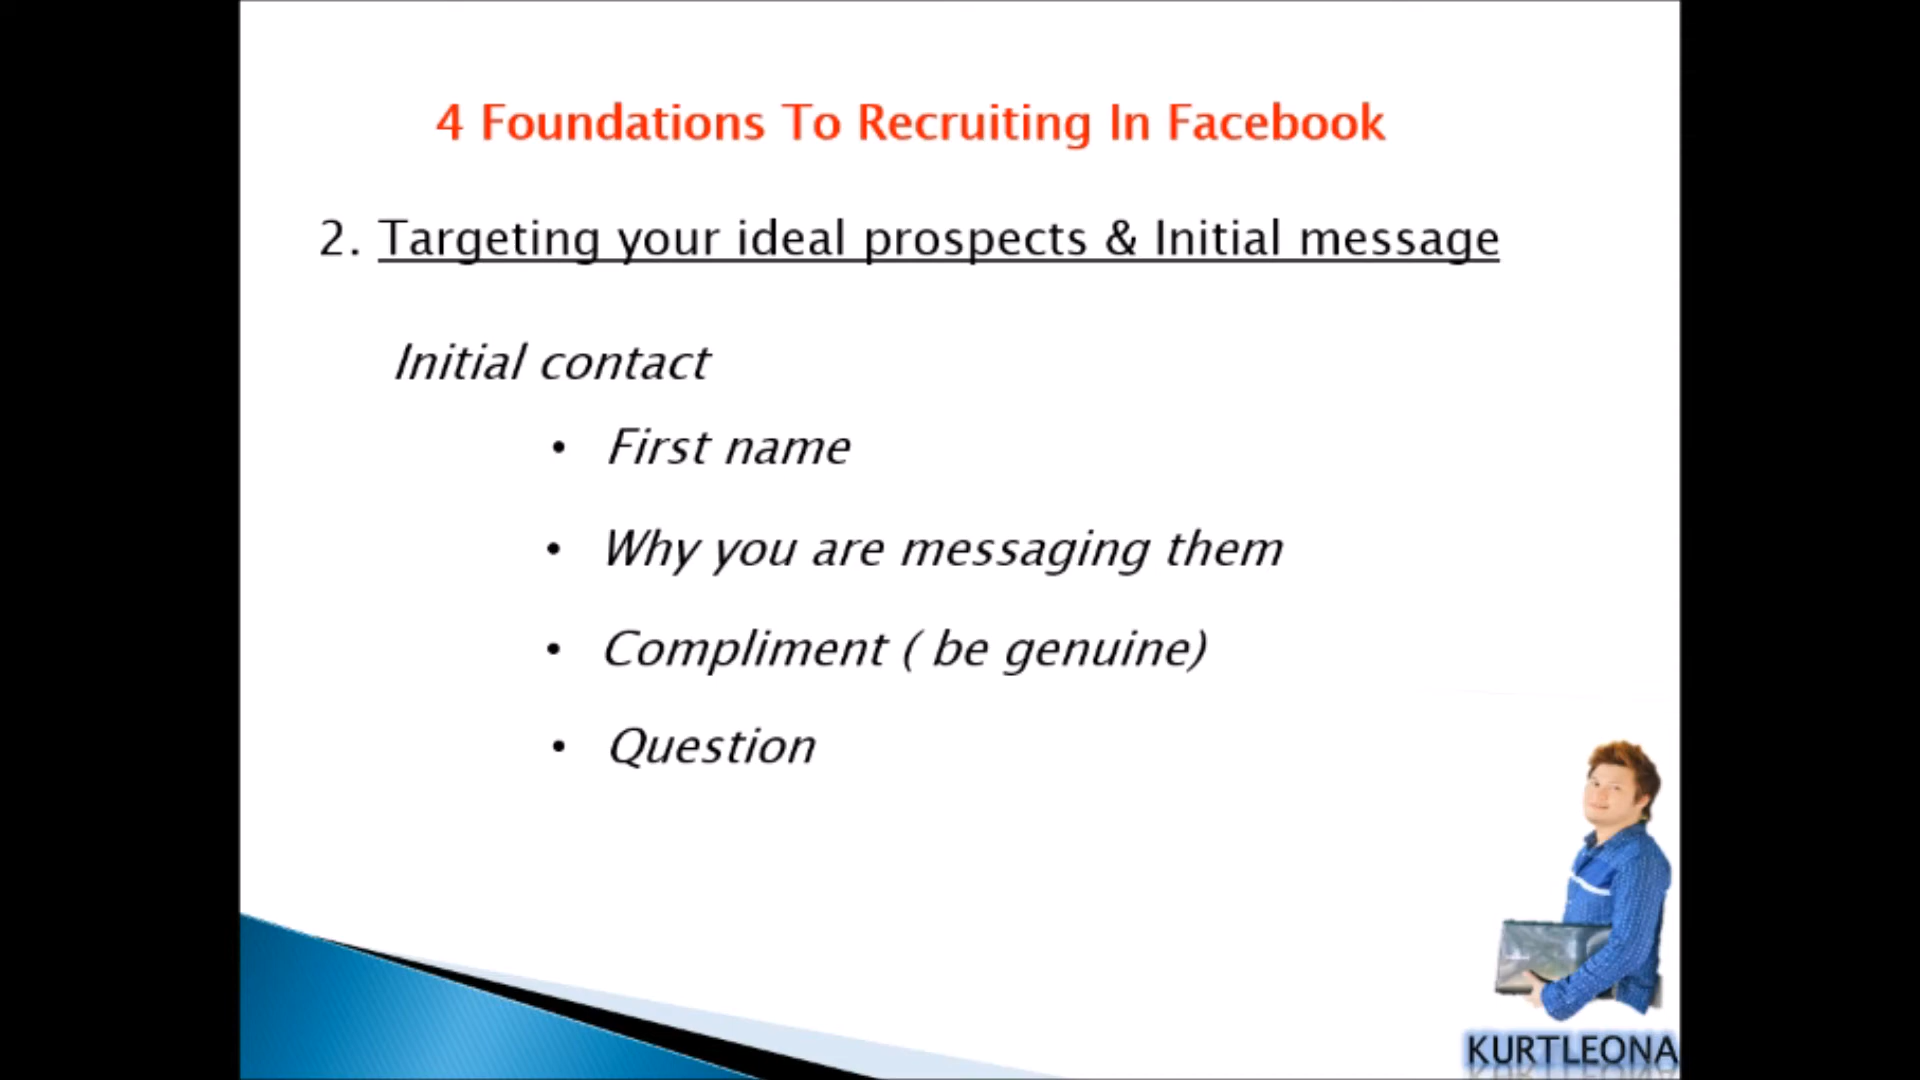 4 Foundations To Recruiting In Facebook
2. Targeting your ideal prospects & Initial message
Initial contact
• First name
• Why you are messaging them
• Compliment ( be genuine)
• Question
KURTLEONA